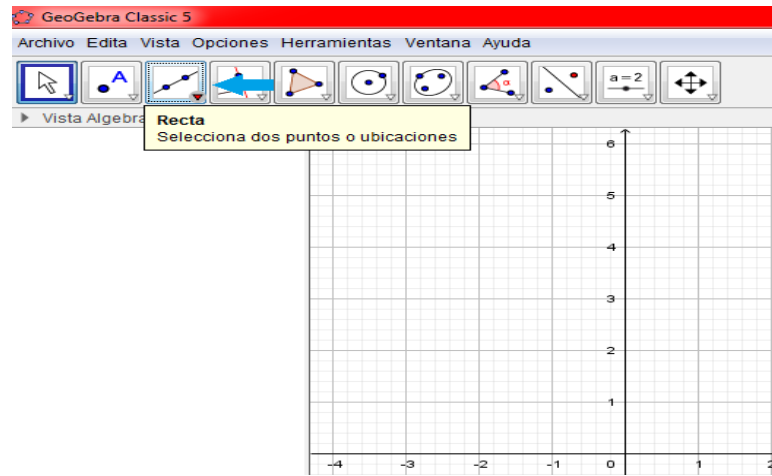 GeoGebra Classic 5
Archivo Edita Vista Opciones Herramientas Ventana Ayuda
A
α
a=2
Vista Algebra
Recta
Selecciona dos puntos o ubicaciones
6
5
4
3
2
1
-4 -3 -2 -1 0 1